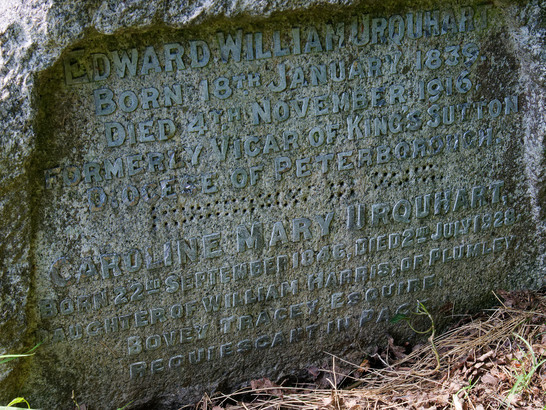 EDWARD WILLIAM URQUHART
BORN 18TH JANUARY 1839
DIED 4TH NOVEMBER 1916
FORMERLY VICAR OF KINGS SUTTON
DIOCESE OF PETERBOROUGH.
CAROLINE MARY URQUHART,
BORN 22ND SEPTEMBER 1846 DIED 2ND JULY 1928
DAUGHTER OF WILLIAM HARRIS, OF PLUMLEY
BOVEY TRACEY, ESQUIRE.
REQUIESCANT IN PACE